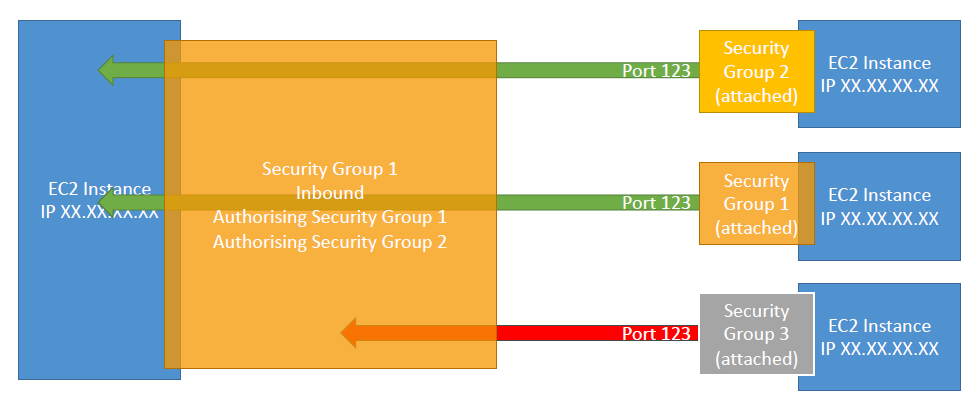 EC2 Instance
IP XX.XX.XX.XX
Security Group 1
Inbound
Authorising Security Group 1
Authorising Security Group 2
Port 123
Security
Group 2
(attached)
EC2 Instance
IP XX.XX.XX.XX
Port 123
Security
Group 1
(attached)
EC2 Instance
IP XX.XX.XX.XX
Port 123
Security
Group 3
(attached)
EC2 Instance
IP XX.XX.XX.XX